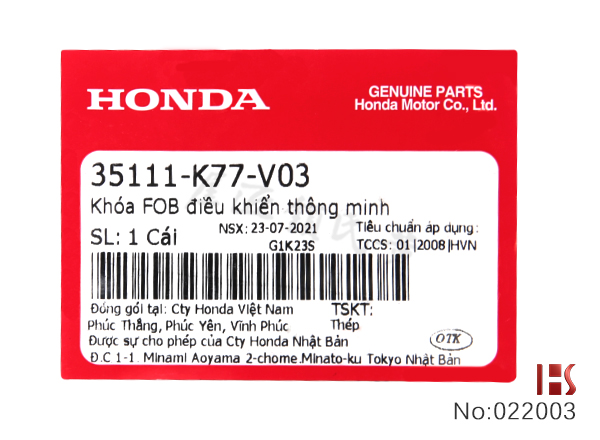 HONDA
GENUINE PARTS
Honda Motor Co., Ltd.
35111-K77-V03
Khóa FOB điều khiển thông minh
SL: 1 Cái
NSX: 23-07-2021
G1K23S
Tiêu chuẩn áp dụng:
TCCS: 01|2008|HVN
Đóng gói tại: Cty Honda Việt Nam
Phúc Thắng, Phúc Yên, Vĩnh Phúc
TSKT:
Thép
Được sự cho phép của Cty Honda Nhật Bản
Đ.C 1-1. Minami Aoyama 2-chome.Minato-ku Tokyo Nhật Bản
OTK
HS
No:022003